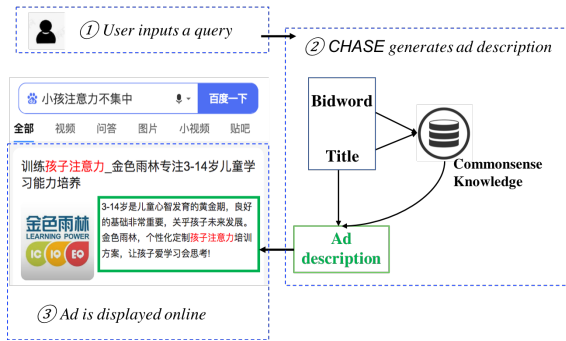 ① User inputs a query
② CHASE generates ad description
小孩注意力不集中
百度一下
全部 视频 问答 图片 小视频 贴吧
训练孩子注意力_金色雨林专注3-14岁儿童学
习能力培养
金色雨林
LEARNING POWER
IC IQ EQ
3-14岁是儿童心智发育的黄金期，良好
的基础非常重要，关乎孩子未来发展。
金色雨林，个性化定制孩子注意力培训
方案，让孩子爱学习会思考!
Bidword
Title
Commonsense
Knowledge
Ad
description
③ Ad is displayed online